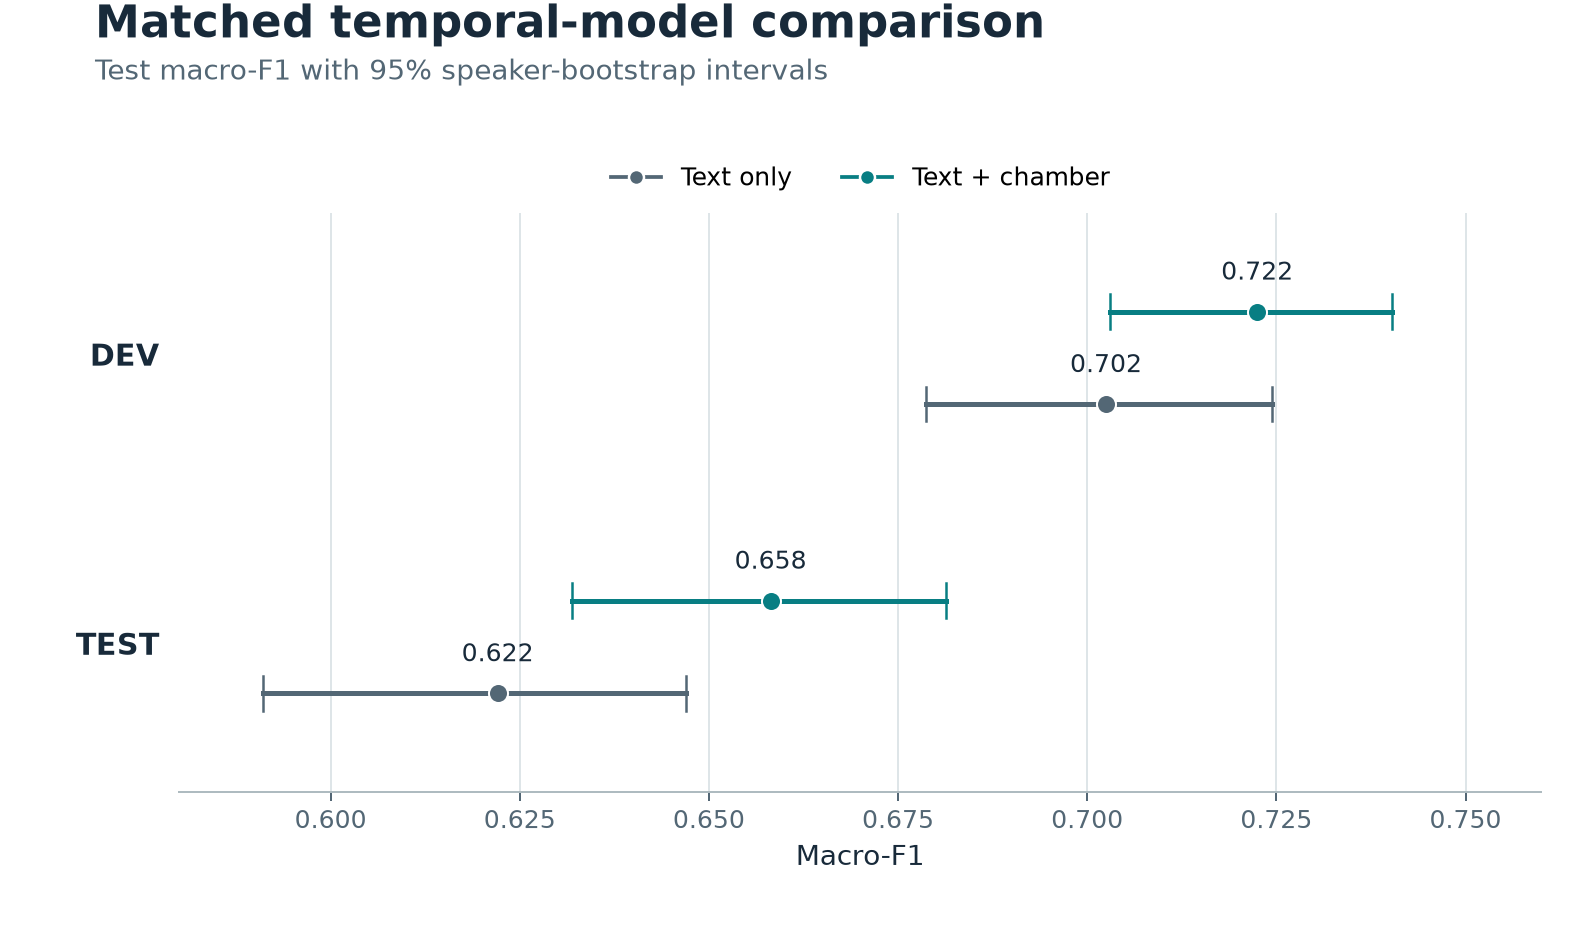 Matched temporal-model comparison
Test macro-F1 with 95% speaker-bootstrap intervals
Text only
Text + chamber
0.722
DEV
0.702
0.658
TEST
0.622
0.600 0.625 0.650 0.675 0.700 0.725 0.750
Macro-F1